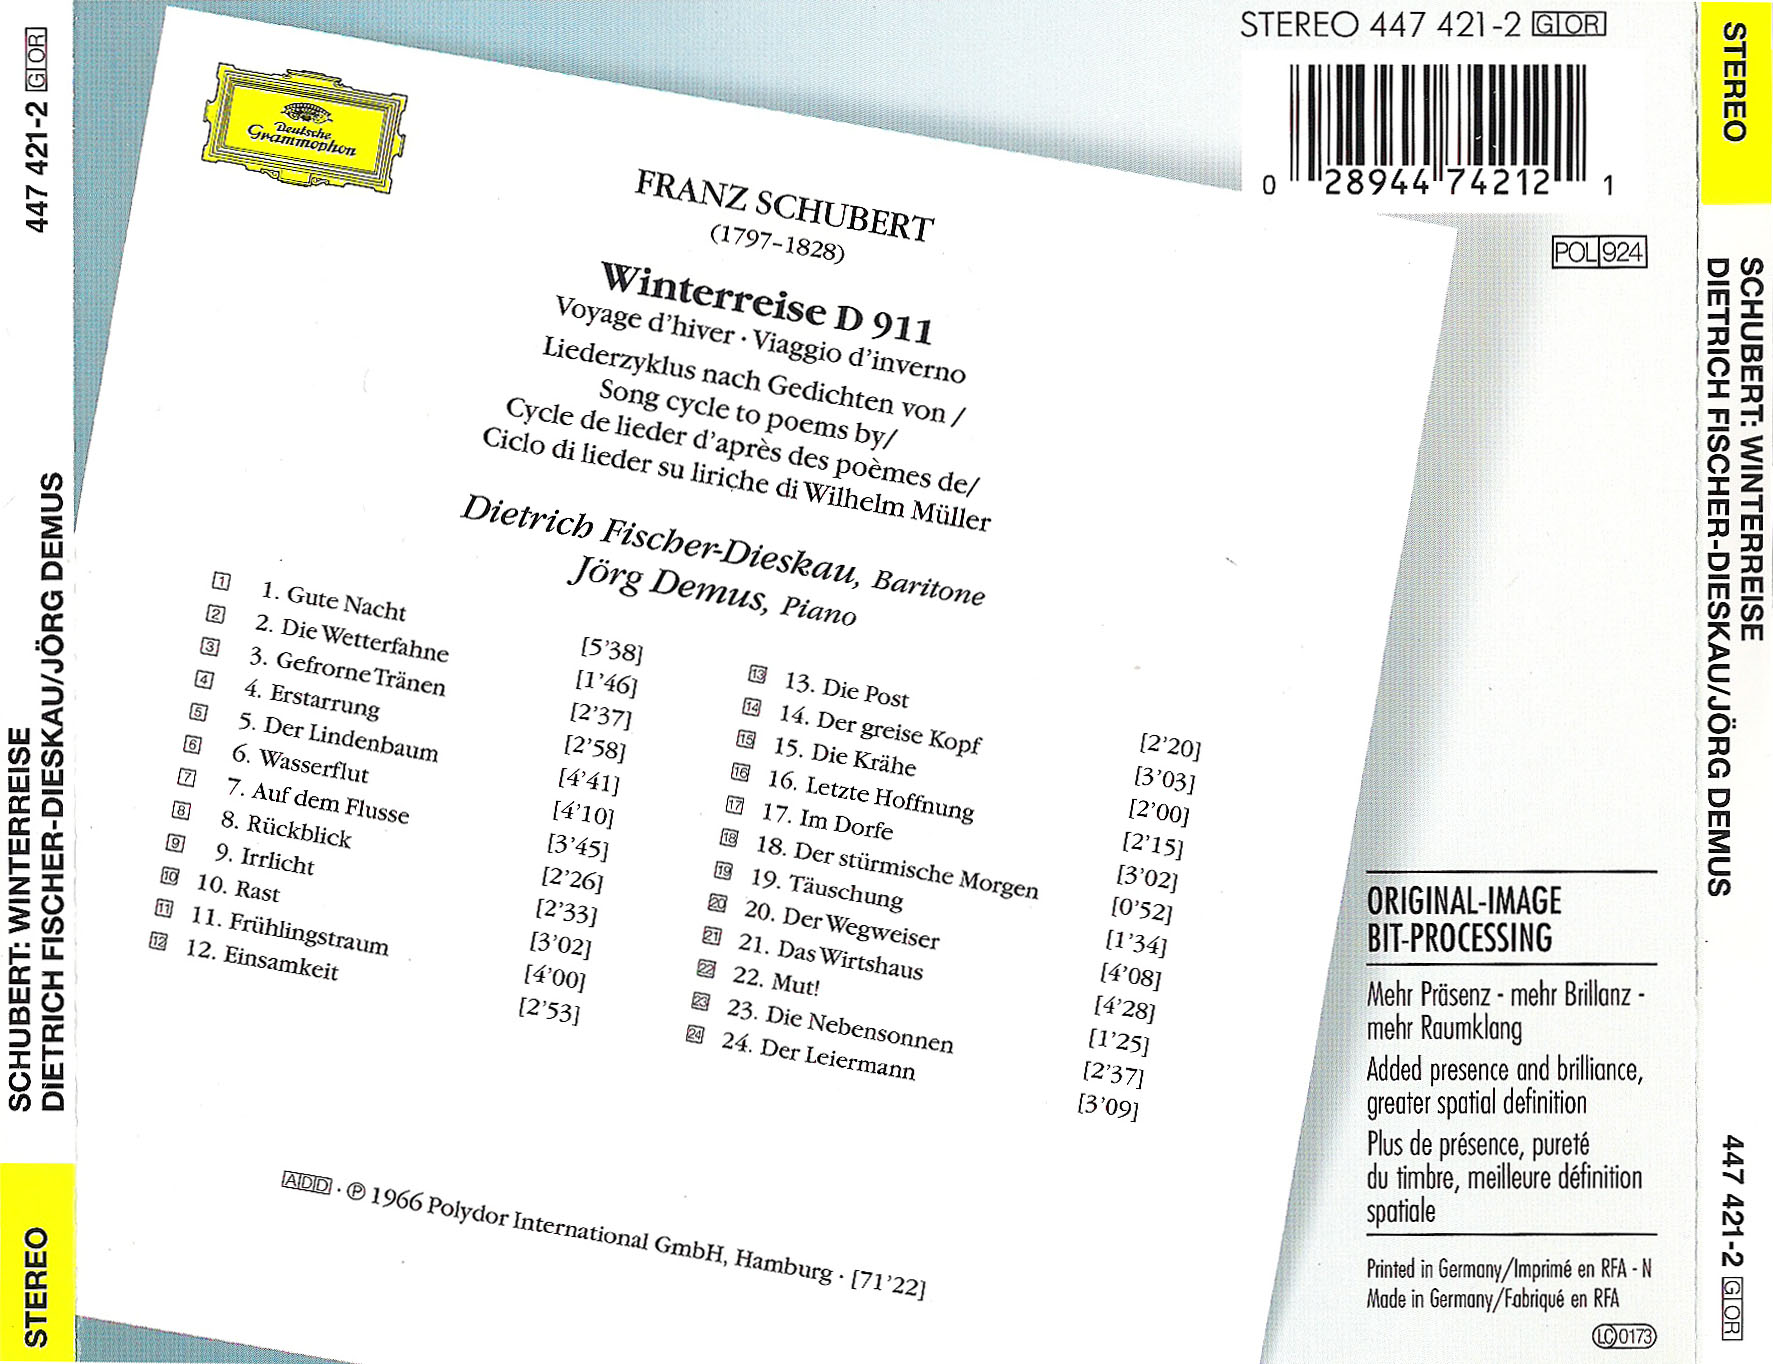 SCHUBERT: WINTERREISE
DIETRICH FISCHER-DIESKAU/JÖRG DEMUS
447 421-2 G OR
STEREO
Deutsche
Grammophon
STEREO 447 421-2 G OR
0 28944 74212 1
POL 924
FRANZ SCHUBERT
(1797–1828)
Winterreise D 911
Voyage d'hiver · Viaggio d'inverno
Liederzyklus nach Gedichten von /
Song cycle to poems by/
Cycle de lieder d'après des poèmes de/
Ciclo di lieder su liriche di Wilhelm Müller
Dietrich Fischer-Dieskau, Baritone
Jörg Demus, Piano
1 1. Gute Nacht [5'38]
2 2. Die Wetterfahne [1'46]
3 3. Gefrorne Tränen [2'37]
4 4. Erstarrung [2'58]
5 5. Der Lindenbaum [4'41]
6 6. Wasserflut [4'10]
7 7. Auf dem Flusse [3'45]
8 8. Rückblick [2'26]
9 9. Irrlicht [2'33]
10 10. Rast [3'02]
11 11. Frühlingstraum [4'00]
12 12. Einsamkeit [2'53]
13 13. Die Post [2'20]
14 14. Der greise Kopf [3'03]
15 15. Die Krähe [2'00]
16 16. Letzte Hoffnung [2'15]
17 17. Im Dorfe [3'02]
18 18. Der stürmische Morgen [0'52]
19 19. Täuschung [1'34]
20 20. Der Wegweiser [4'08]
21 21. Das Wirtshaus [4'28]
22 22. Mut! [1'25]
23 23. Die Nebensonnen [2'37]
24 24. Der Leiermann [3'09]
ADD · ℗ 1966 Polydor International GmbH, Hamburg · [71'22]
ORIGINAL-IMAGE
BIT-PROCESSING
Mehr Präsenz - mehr Brillanz -
mehr Raumklang
Added presence and brilliance,
greater spatial definition
Plus de présence, pureté
du timbre, meilleure définition
spatiale
Printed in Germany/Imprimé en RFA - N
Made in Germany/Fabriqué en RFA
LC 0173
STEREO
SCHUBERT: WINTERREISE
DIETRICH FISCHER-DIESKAU/JÖRG DEMUS
447 421-2 G OR